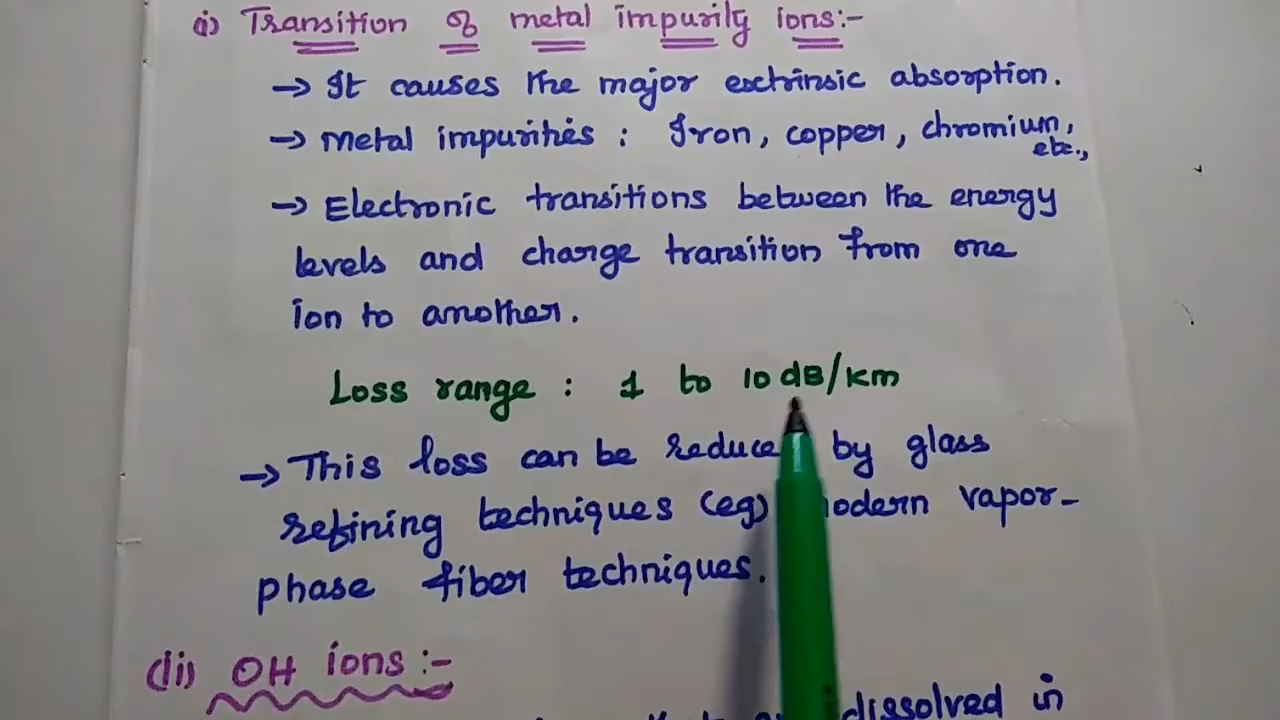 (i) Transition of metal impurity ions:-
→ It causes the major extrinsic absorption.
→ Metal impurities : Iron, copper, chromium, etc.,
→ Electronic transitions between the energy
levels and charge transition from one
ion to another.
Loss range : 1 to 10 dB/km
→ This loss can be reduce by glass
refining techniques (eg) modern vapor-
phase fiber techniques.
(ii) OH ions :-
dissolved in